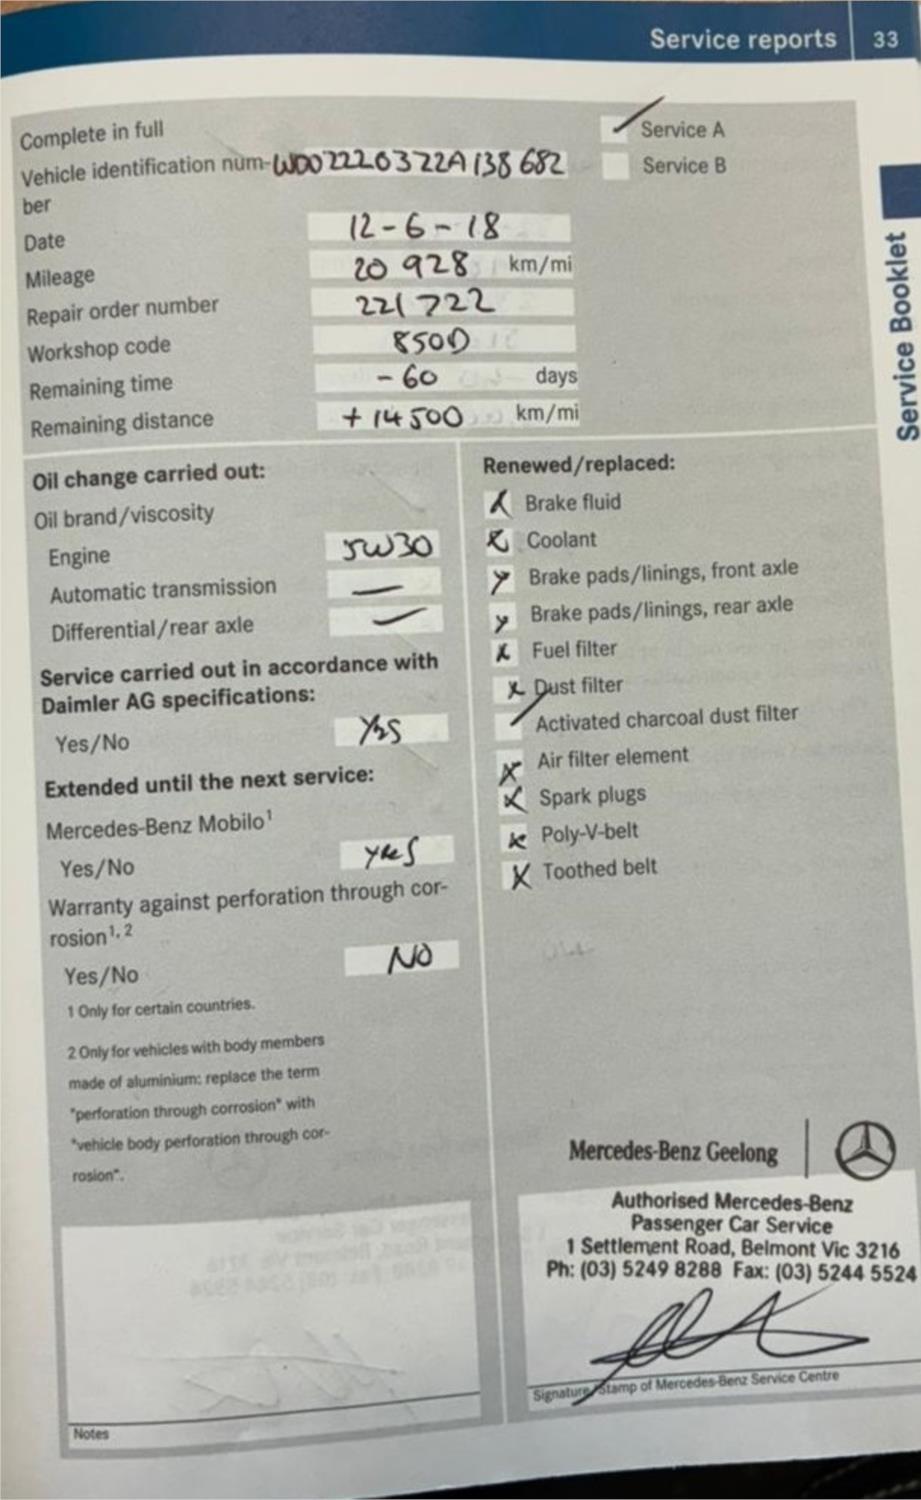 Service reports 33
Service Booklet
Complete in full
Service A
Vehicle identification num- WDD2220322A138682
ber
Service B
Date 12-6-18
Mileage 20 928 km/mi
Repair order number 221722
Workshop code 850D
Remaining time -60 days
Remaining distance +14500 km/mi
Oil change carried out:
Oil brand/viscosity
Engine 5W30
Automatic transmission —
Differential/rear axle —
Service carried out in accordance with
Daimler AG specifications:
Yes/No Yes
Extended until the next service:
Mercedes-Benz Mobilo1
Yes/No yes
Warranty against perforation through cor-
rosion1, 2
Yes/No NO
1 Only for certain countries.
2 Only for vehicles with body members
made of aluminium: replace the term
"perforation through corrosion" with
"vehicle body perforation through cor-
rosion".
Notes
Renewed/replaced:
X Brake fluid
X Coolant
X Brake pads/linings, front axle
X Brake pads/linings, rear axle
X Fuel filter
X Dust filter
Activated charcoal dust filter
X Air filter element
X Spark plugs
X Poly-V-belt
X Toothed belt
Mercedes-Benz Geelong
Authorised Mercedes-Benz
Passenger Car Service
1 Settlement Road, Belmont Vic 3216
Ph: (03) 5249 8288 Fax: (03) 5244 5524
Signature/Stamp of Mercedes-Benz Service Centre